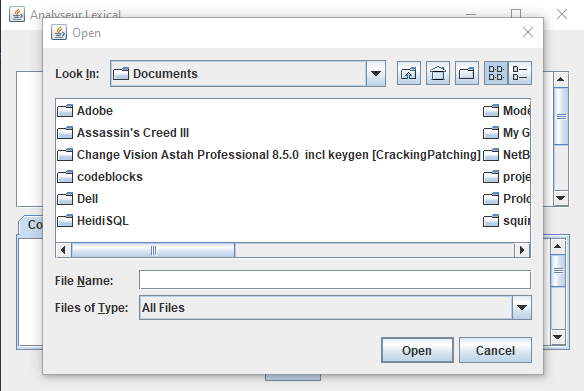 Analyseur Lexical
Open
Look In: Documents
Adobe
Assassin's Creed III
Change Vision Astah Professional 8.5.0 incl keygen [CrackingPatching]
codeblocks
Dell
HeidiSQL
My G
NetB
proje
Prolo
squir
Co
File Name:
Files of Type: All Files
Open Cancel